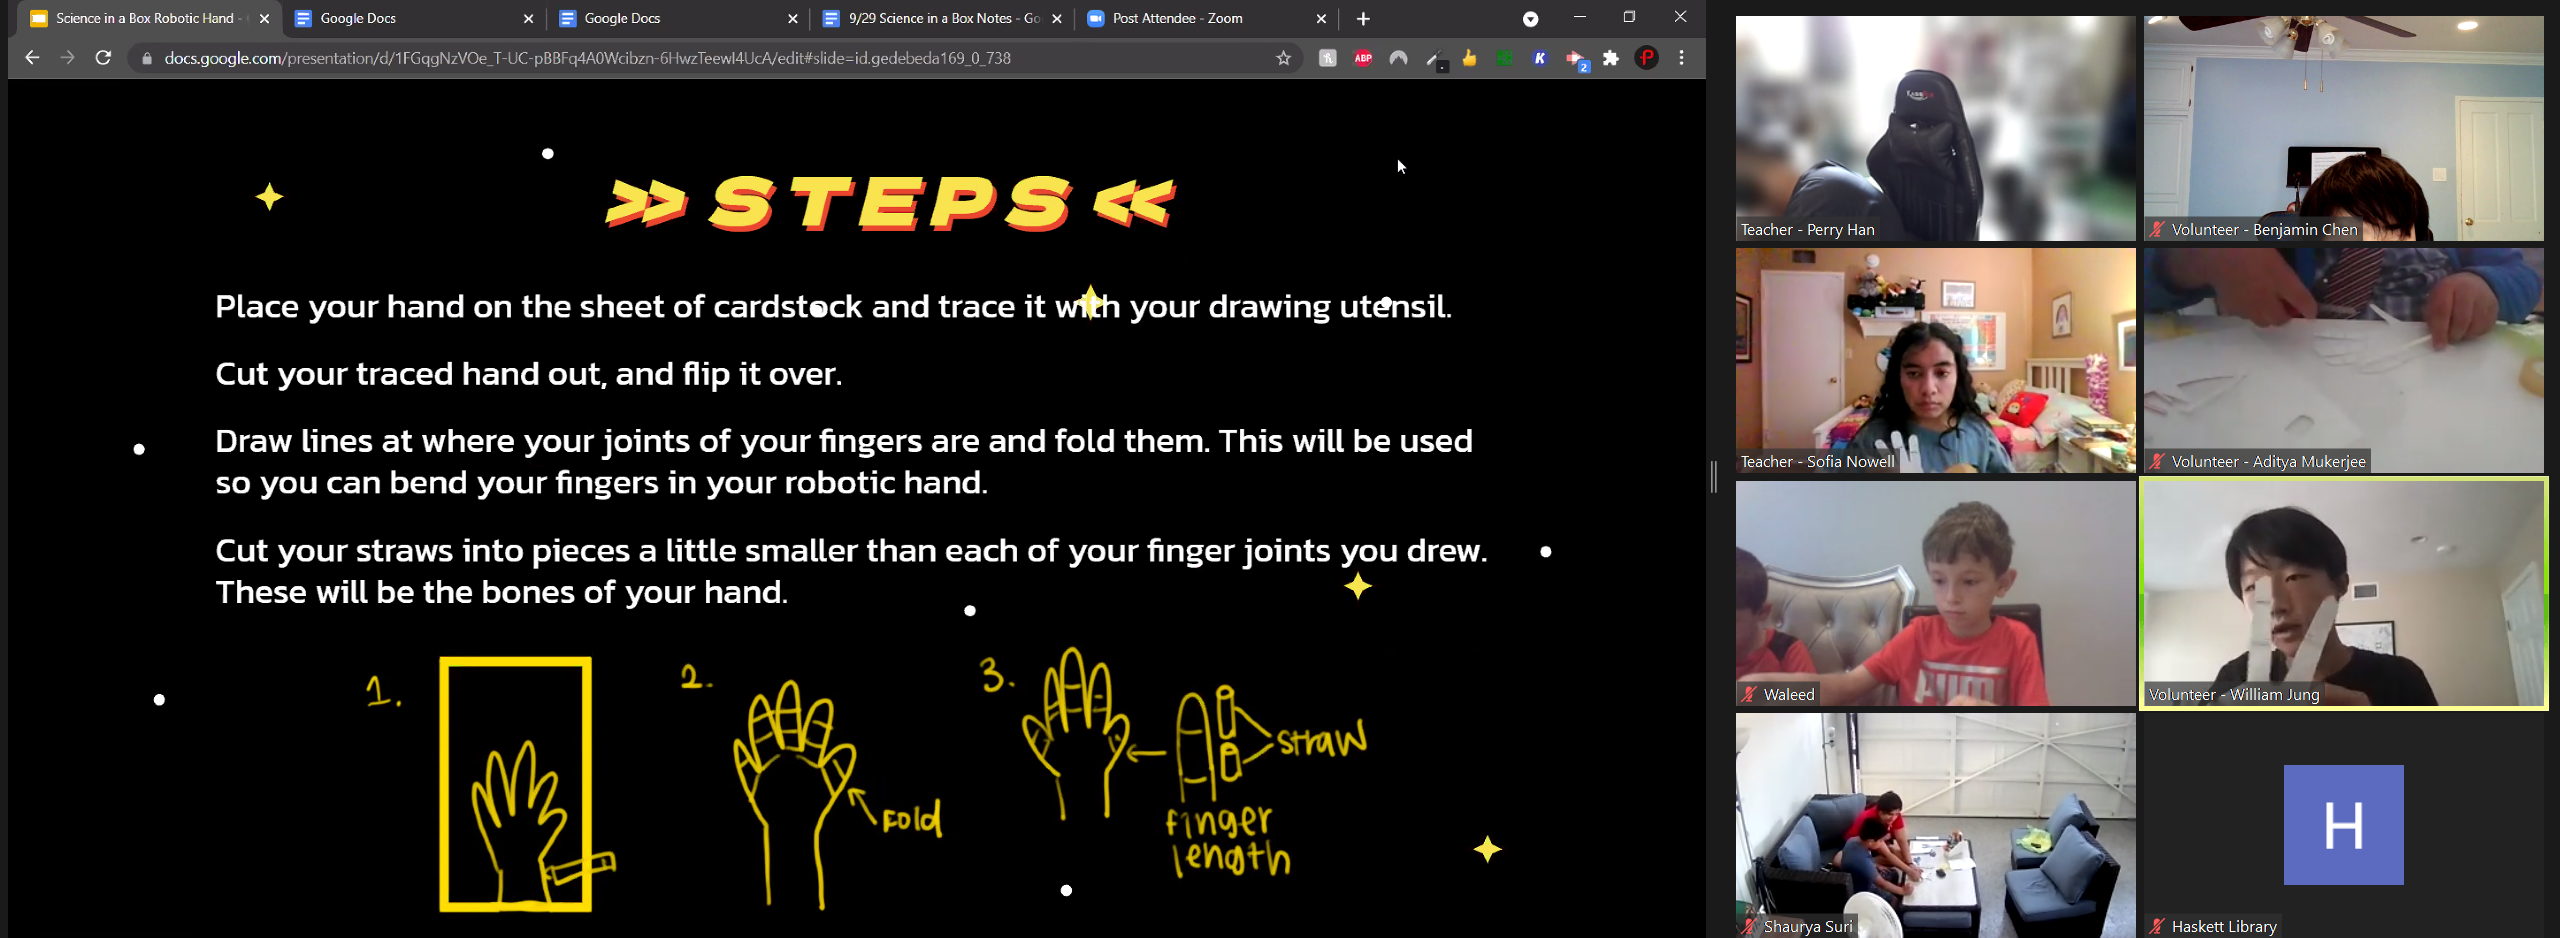 Science in a Box Robotic Hand -
Google Docs
Google Docs
9/29 Science in a Box Notes - Go
Post Attendee - Zoom
docs.google.com/presentation/d/1FGqgNzVOe_T-UC-pBBFq4A0Wcibzn-6HwzTeewI4UcA/edit#slide=id.gedebeda169_0_738
ABP
K
2
P
STEPS
Place your hand on the sheet of cardstock and trace it with your drawing utensil.
Cut your traced hand out, and flip it over.
Draw lines at where your joints of your fingers are and fold them. This will be used
so you can bend your fingers in your robotic hand.
Cut your straws into pieces a little smaller than each of your finger joints you drew.
These will be the bones of your hand.
1.
2.
Fold
3.
straw
finger
length
Teacher - Perry Han
Volunteer - Benjamin Chen
Teacher - Sofia Nowell
Volunteer - Aditya Mukerjee
Waleed
Volunteer - William Jung
Shaurya Suri
H
Haskett Library